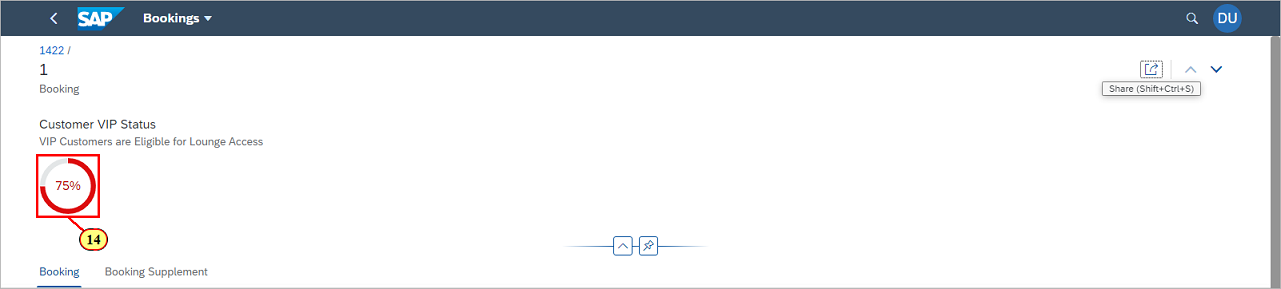 SAP Bookings DU
1422 /
1
Booking
Share (Shift+Ctrl+S)
Customer VIP Status
VIP Customers are Eligible for Lounge Access
75%
14
Booking Booking Supplement